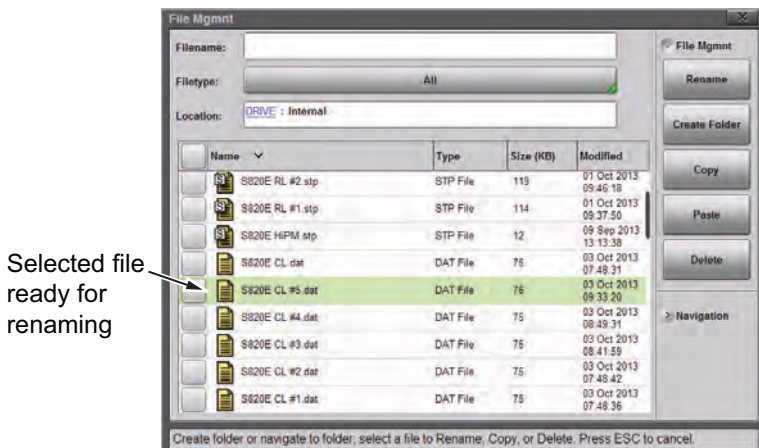 File Mgmnt
Filename:
File Mgmnt
Filetype:
All
Rename
Location:
DRIVE : Internal
Create Folder
Name Type Size (KB) Modified
Copy
S820E RL #2.stp STP File 119 01 Oct 2013 09:46:18
S820E RL #1.stp STP File 114 01 Oct 2013 09:37:50
Paste
S820E HiPM.stp STP File 12 09 Sep 2013 13:13:38
S820E CL.dat DAT File 75 03 Oct 2013 07:48:31
Delete
S820E CL #5.dat DAT File 76 03 Oct 2013 09:33:20
S820E CL #4.dat DAT File 75 03 Oct 2013 08:49:31
Navigation
S820E CL #3.dat DAT File 75 03 Oct 2013 08:41:59
S820E CL #2.dat DAT File 75 03 Oct 2013 07:48:42
S820E CL #1.dat DAT File 75 03 Oct 2013 07:48:36
Create folder or navigate to folder; select a file to Rename, Copy, or Delete. Press ESC to cancel.
Selected file
ready for
renaming